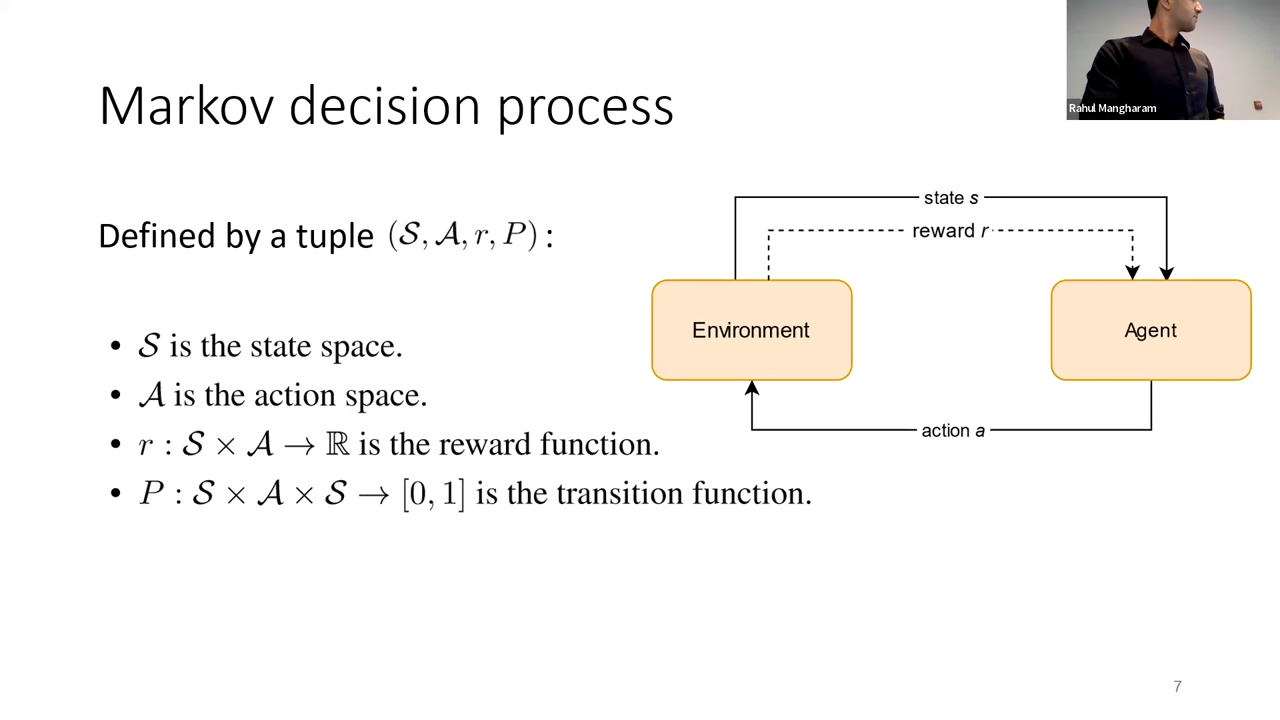 Rahul Mangharam
Markov decision process
Defined by a tuple (𝒮, 𝒜, r, P) :
• 𝒮 is the state space.
• 𝒜 is the action space.
• r : 𝒮 × 𝒜 → ℝ is the reward function.
• P : 𝒮 × 𝒜 × 𝒮 → [0, 1] is the transition function.
state s
reward r
Environment
Agent
action a
7